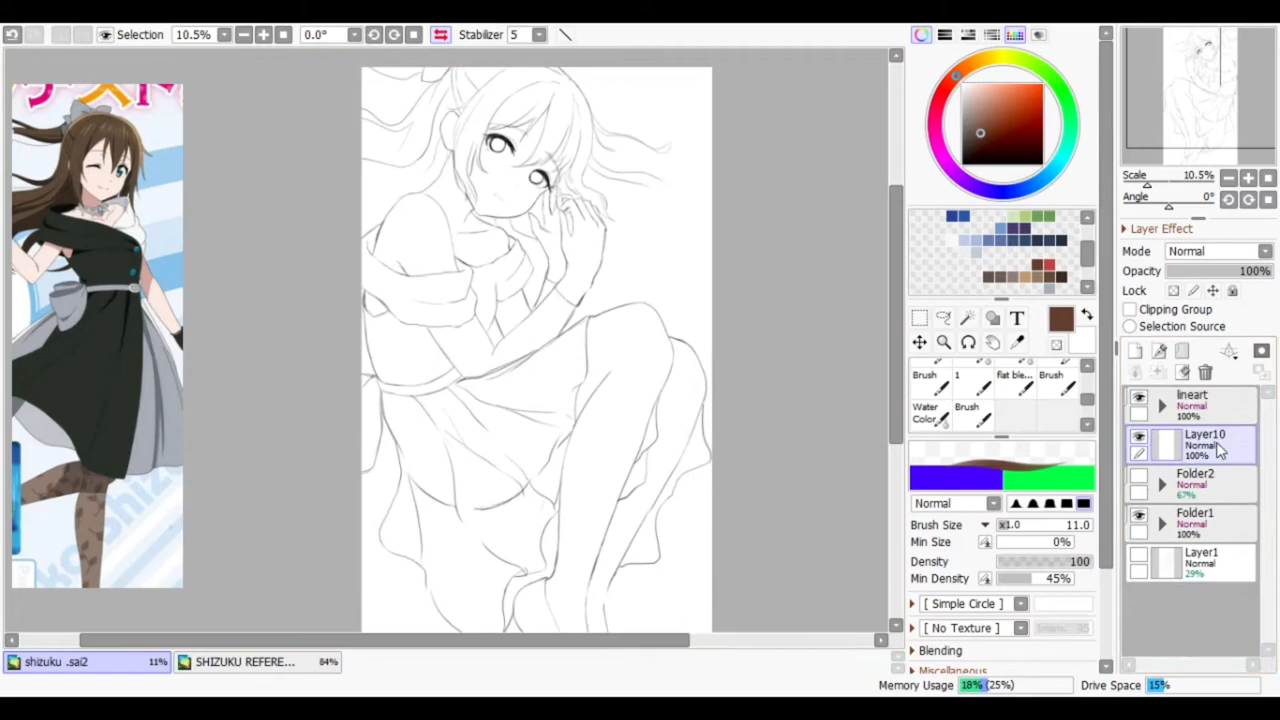 Selection 10.5% 0.0° Stabilizer 5
スト
Scale 10.5%
Angle 0°
Layer Effect
Mode Normal
Opacity 100%
Lock
Clipping Group
Selection Source
T
Brush 1 flat ble... Brush
Water Color Brush
Normal
Brush Size x1.0 11.0
Min Size 0%
Density 100
Min Density 45%
[ Simple Circle ]
[ No Texture ]
Blending
Miscellaneous
lineart
Normal
100%
Layer10
Normal
100%
Folder2
Normal
67%
Folder1
Normal
100%
Layer1
Normal
29%
shizuku .sai2 11% SHIZUKU REFERE... 84%
Memory Usage 18% (25%) Drive Space 15%